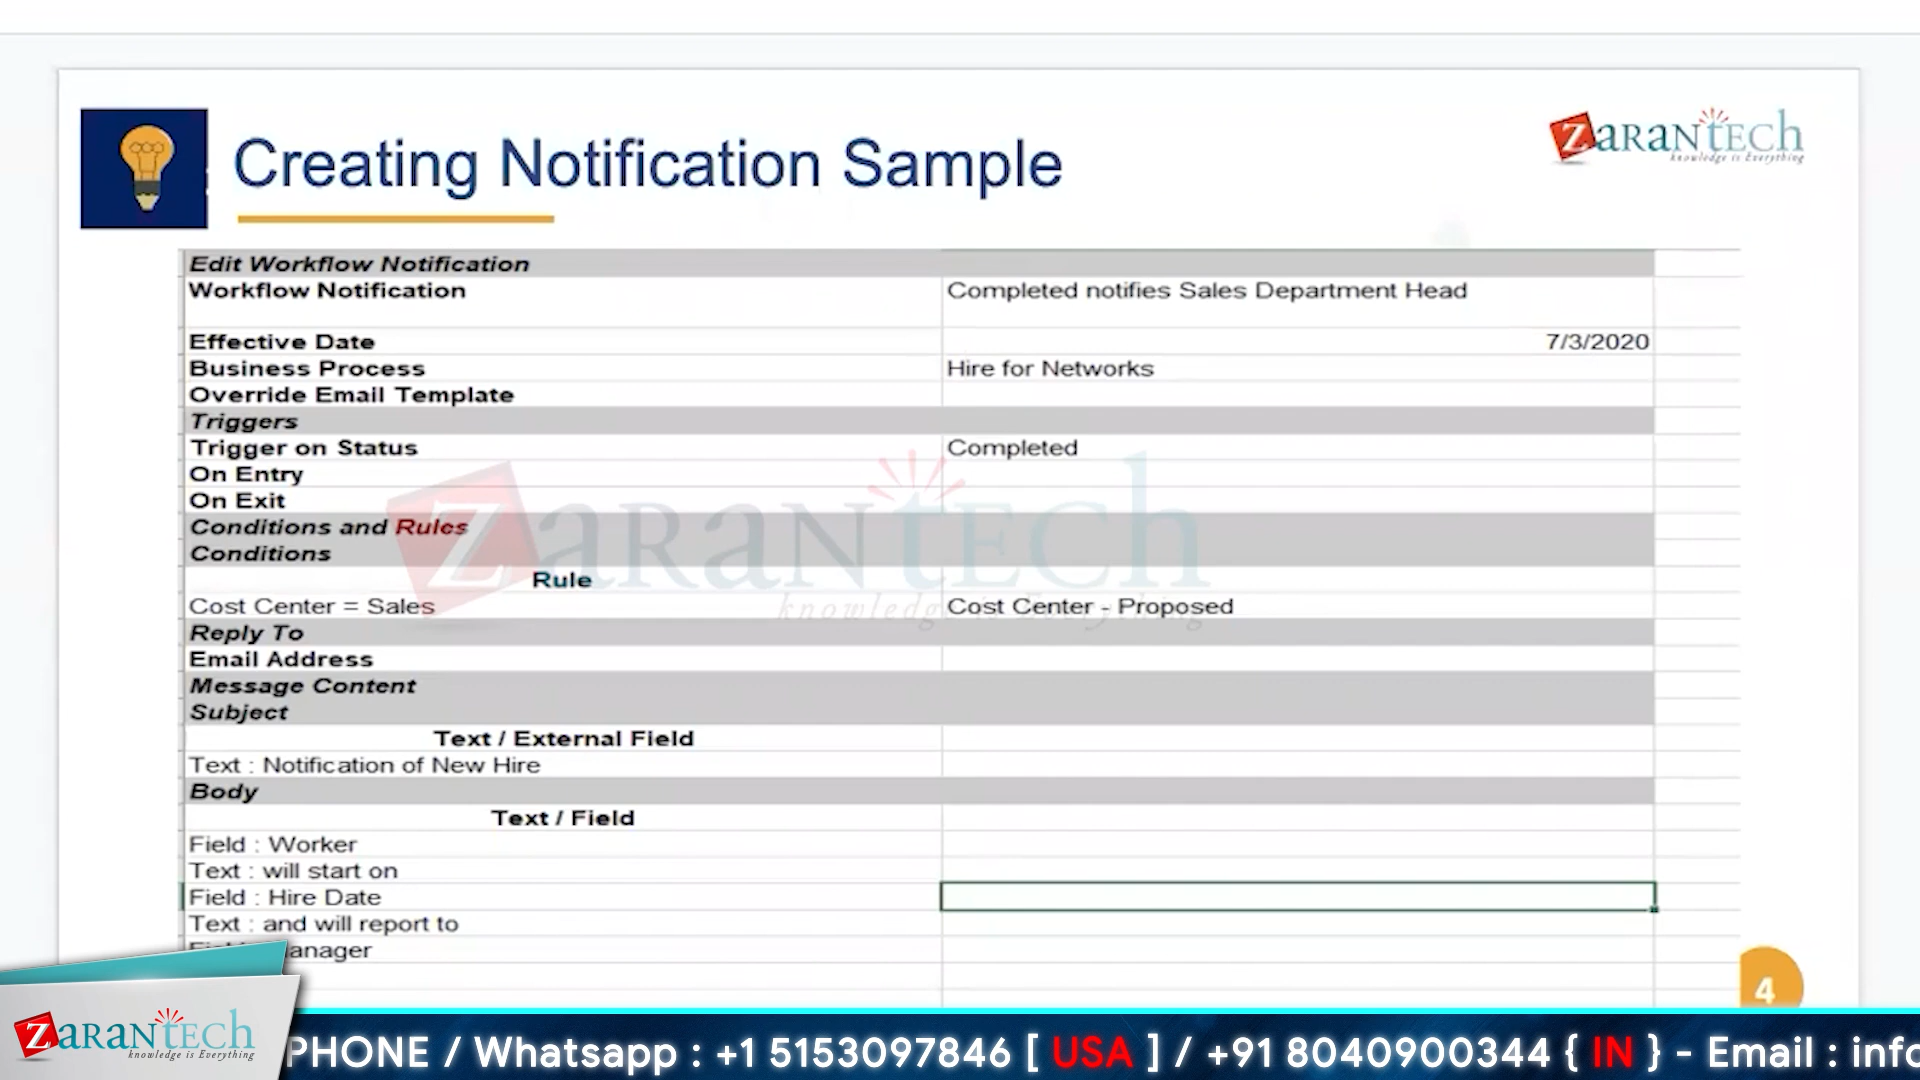 Creating Notification Sample
ZaranTech
knowledge is Everything
Edit Workflow Notification
Workflow Notification Completed notifies Sales Department Head
Effective Date 7/3/2020
Business Process Hire for Networks
Override Email Template
Triggers
Trigger on Status Completed
On Entry
On Exit
Conditions and Rules
Conditions
Rule
Cost Center = Sales Cost Center - Proposed
Reply To
Email Address
Message Content
Subject
Text / External Field
Text : Notification of New Hire
Body
Text / Field
Field : Worker
Text : will start on
Field : Hire Date
Text : and will report to
anager
ZaranTech
knowledge is Everything
4
ZaranTech
knowledge is Everything
PHONE / Whatsapp : +1 5153097846 [ USA ] / +91 8040900344 { IN } - Email : info